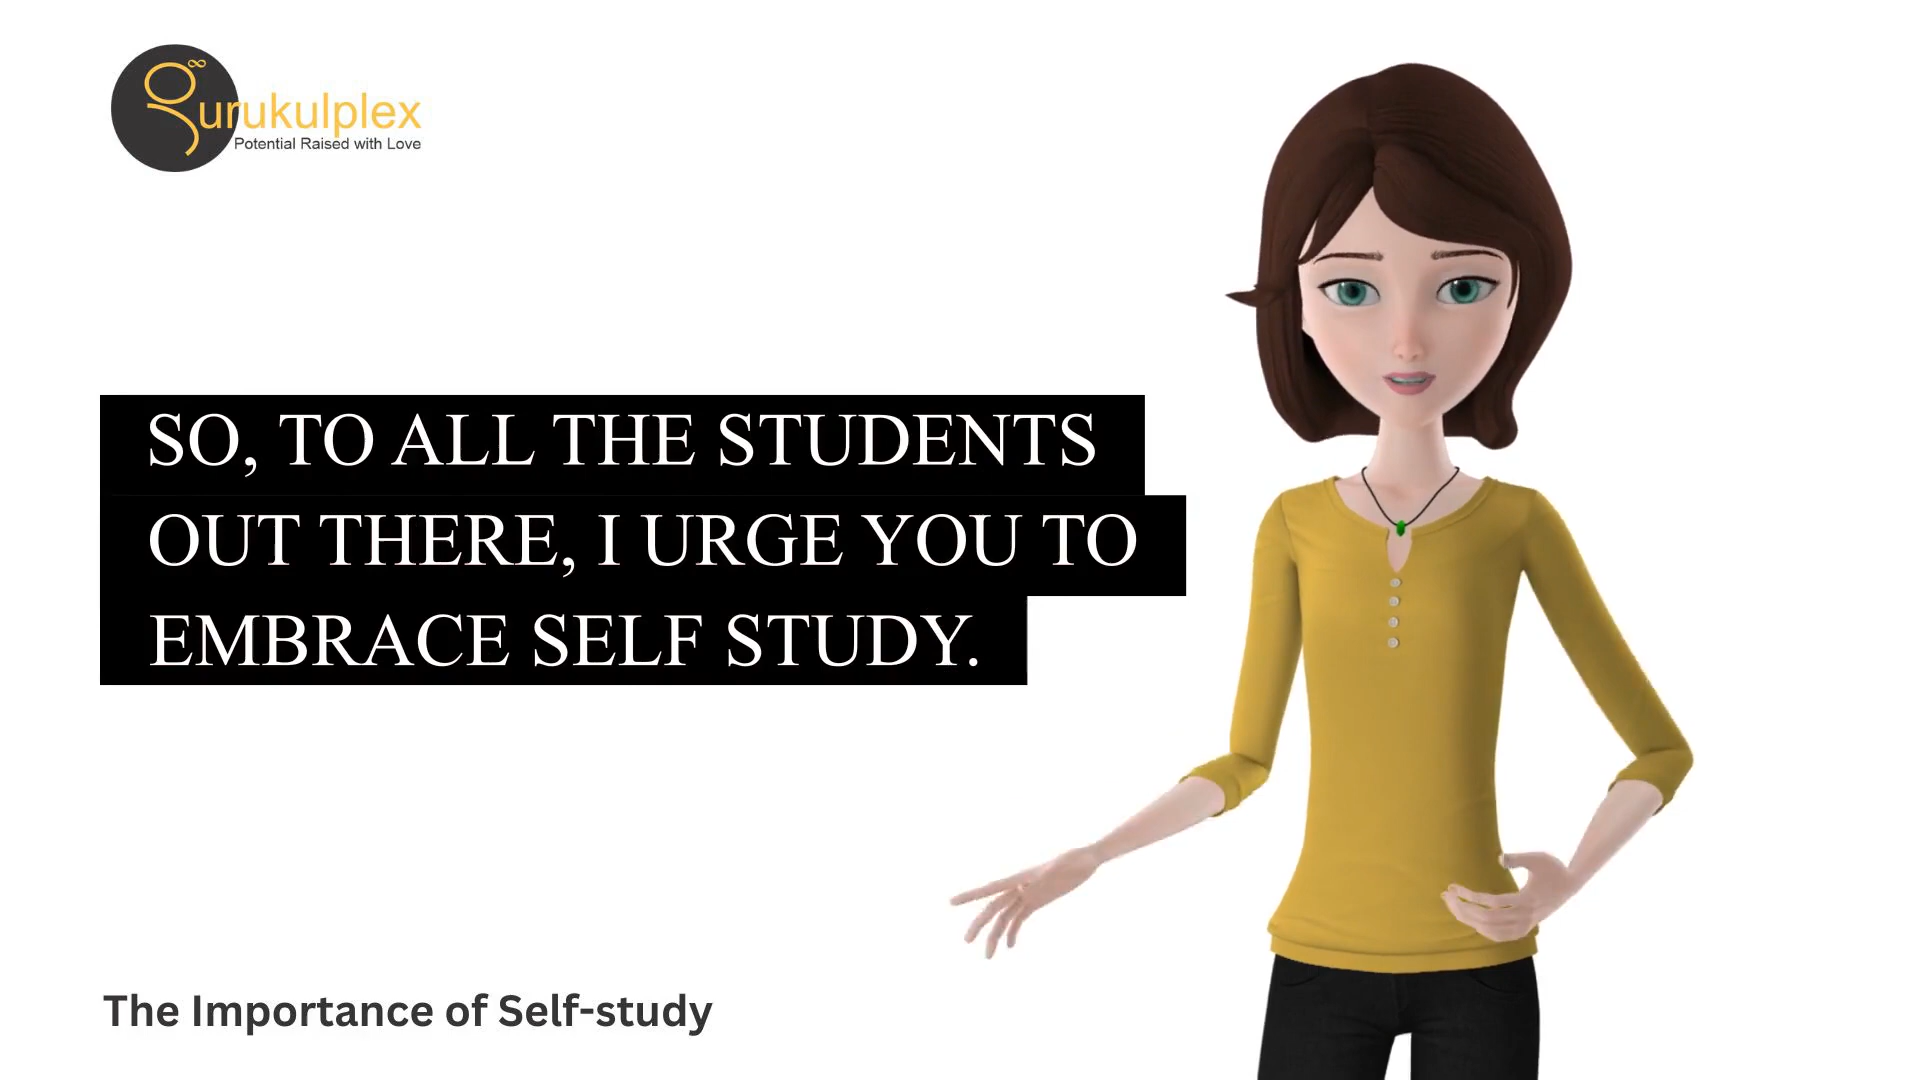 gurukulplex
Potential Raised with Love
SO, TO ALL THE STUDENTS
OUT THERE, I URGE YOU TO
EMBRACE SELF STUDY.
The Importance of Self-study